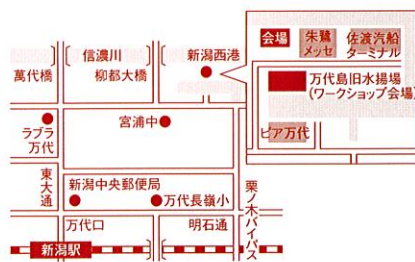 会場
朱鷺
メッセ
佐渡汽船
ターミナル
信濃川
新潟西港
萬代橋
柳都大橋
万代島旧水揚場
(ワークショップ会場)
ラブラ
万代
宮浦中
ピア万代
東大通
新潟中央郵便局
万代長嶺小
栗ノ木バイパス
万代口
明石通
新潟駅